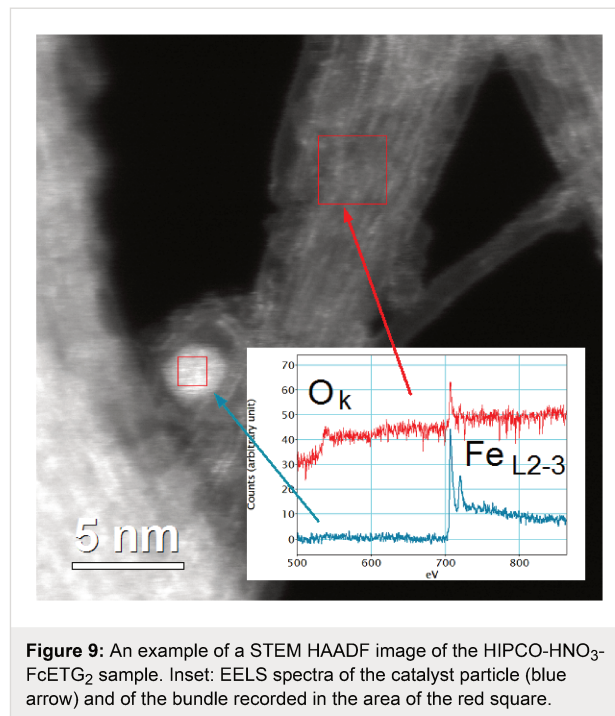 70
60
50
40
30
20
10
0
Counts (arbitrary unit)
O k
Fe L2-3
500
600
700
800
eV
5 nm
Figure 9: An example of a STEM HAADF image of the HIPCO-HNO3-
FcETG2 sample. Inset: EELS spectra of the catalyst particle (blue
arrow) and of the bundle recorded in the area of the red square.